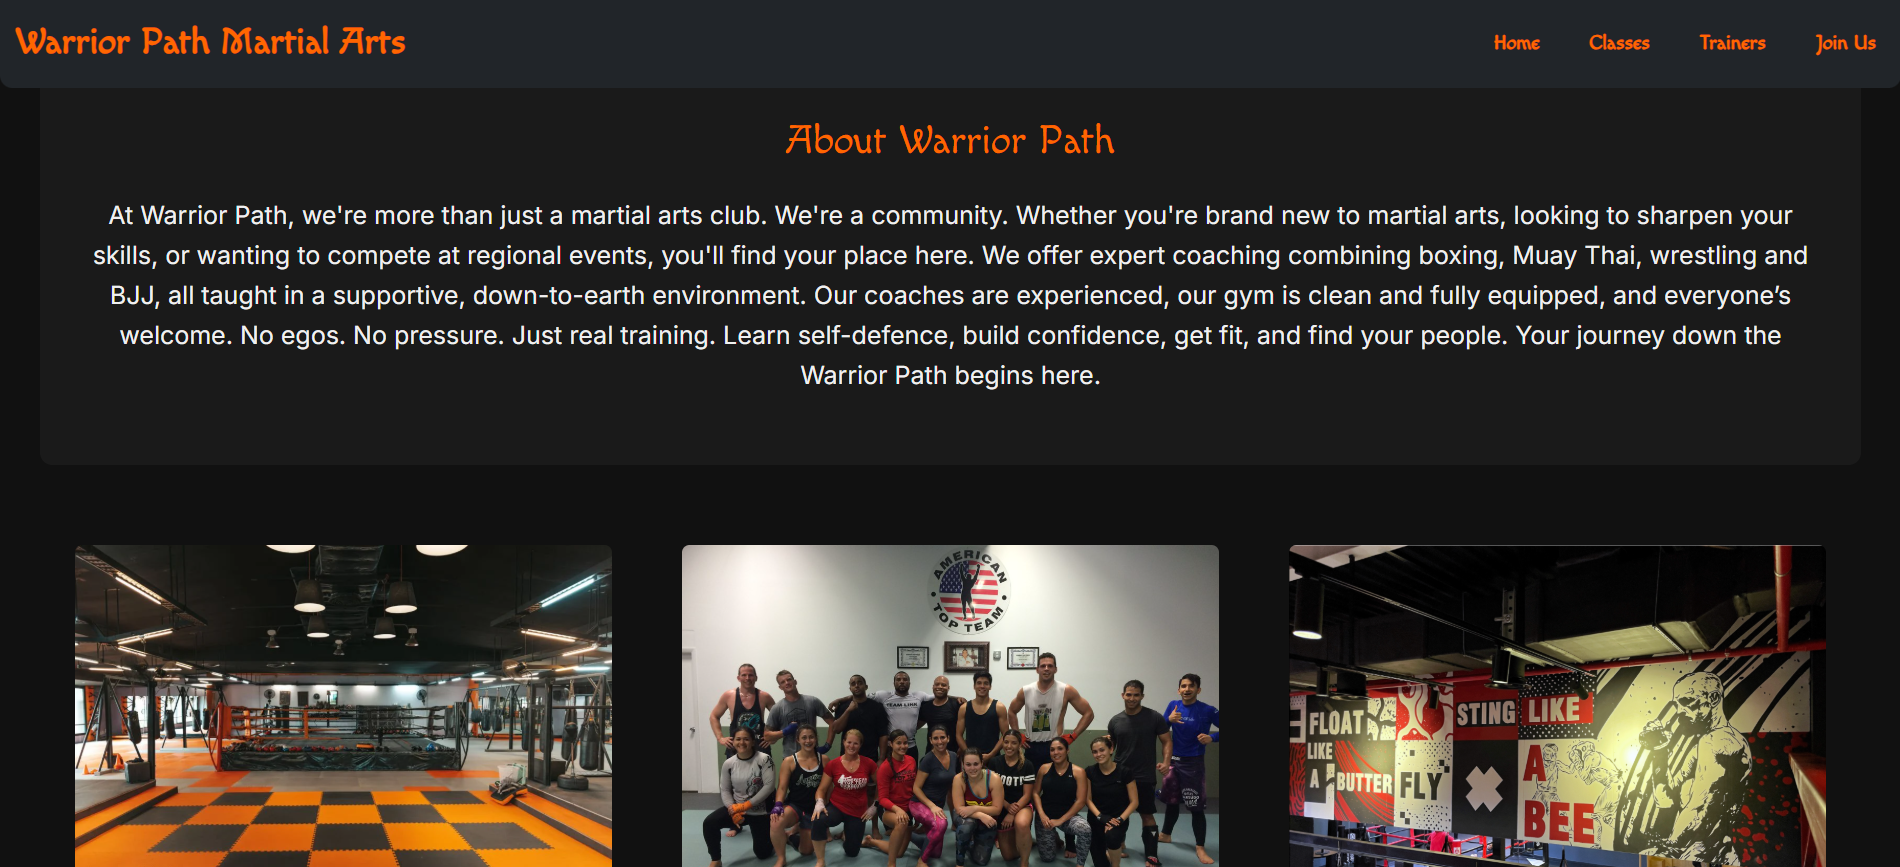 Warrior Path Martial Arts
Home Classes Trainers Join Us
About Warrior Path
At Warrior Path, we're more than just a martial arts club. We're a community. Whether you're brand new to martial arts, looking to sharpen your
skills, or wanting to compete at regional events, you'll find your place here. We offer expert coaching combining boxing, Muay Thai, wrestling and
BJJ, all taught in a supportive, down-to-earth environment. Our coaches are experienced, our gym is clean and fully equipped, and everyone’s
welcome. No egos. No pressure. Just real training. Learn self-defence, build confidence, get fit, and find your people. Your journey down the
Warrior Path begins here.
AMERICAN
TOP TEAM
TEAM LINK
FLOAT
LIKE
A BUTTER FLY
STING LIKE
A
BEE